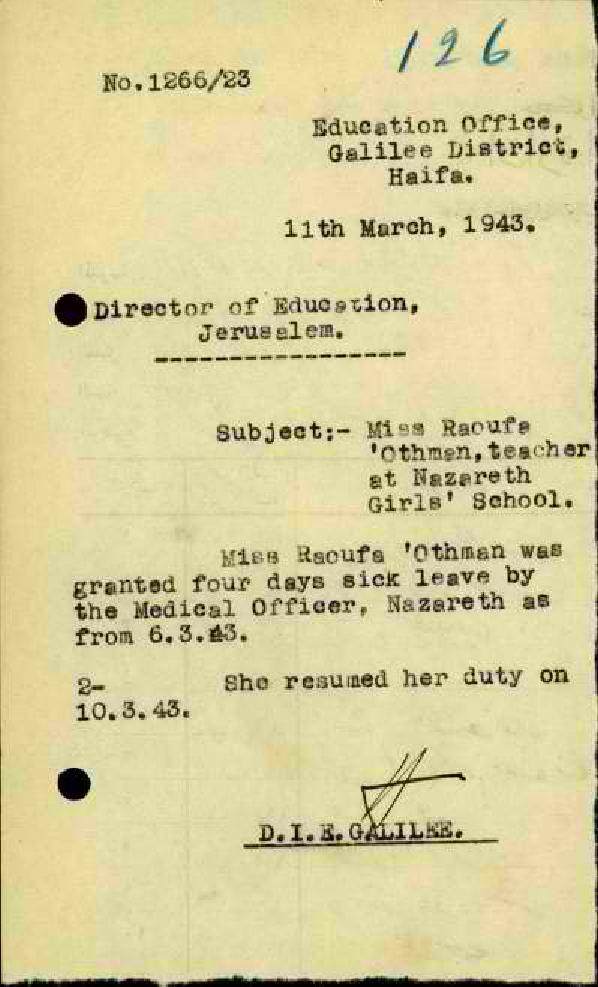 126
No.1266/23
Education Office,
Galilee District,
Haifa.
11th March, 1943.
Director of Education,
Jerusalem.
Subject:- Miss Raoufa
'Othman,teacher
at Nazareth
Girls' School.
Miss Raoufa 'Othman was
granted four days sick leave by
the Medical Officer, Nazareth as
from 6.3.43.
2- She resumed her duty on
10.3.43.
D.I.E.GALILEE.